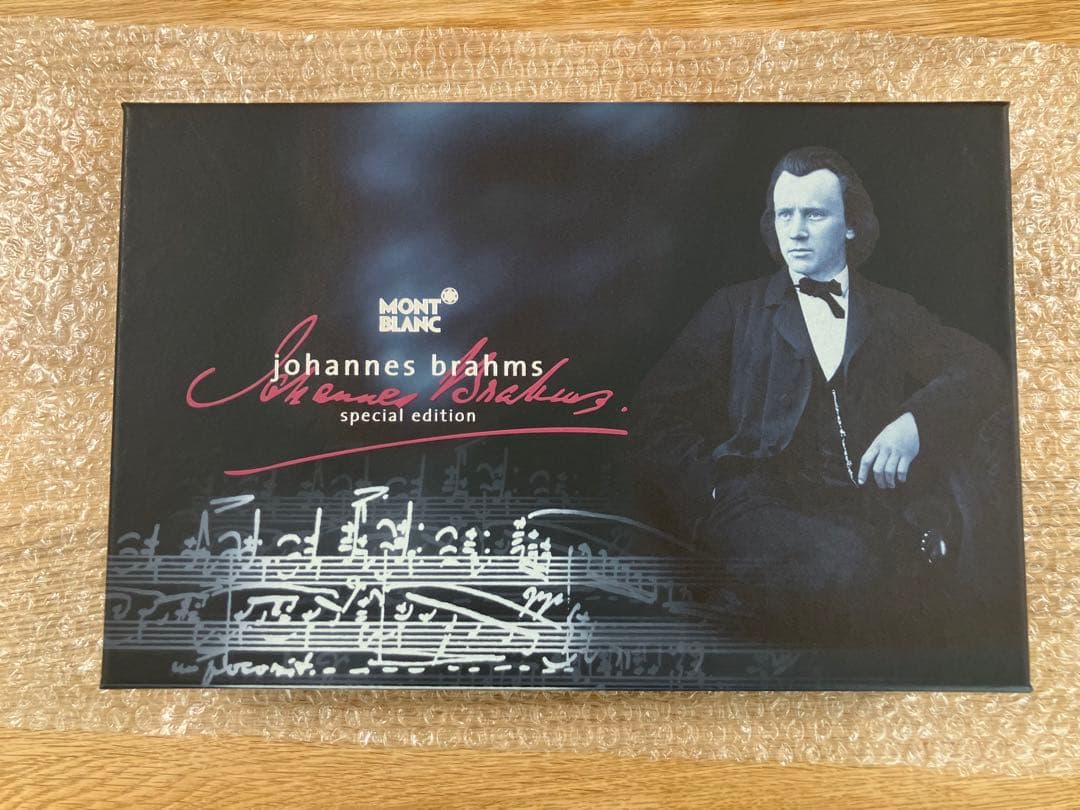 MONT
BLANC
johannes brahms
Johannes Brahms.
special edition